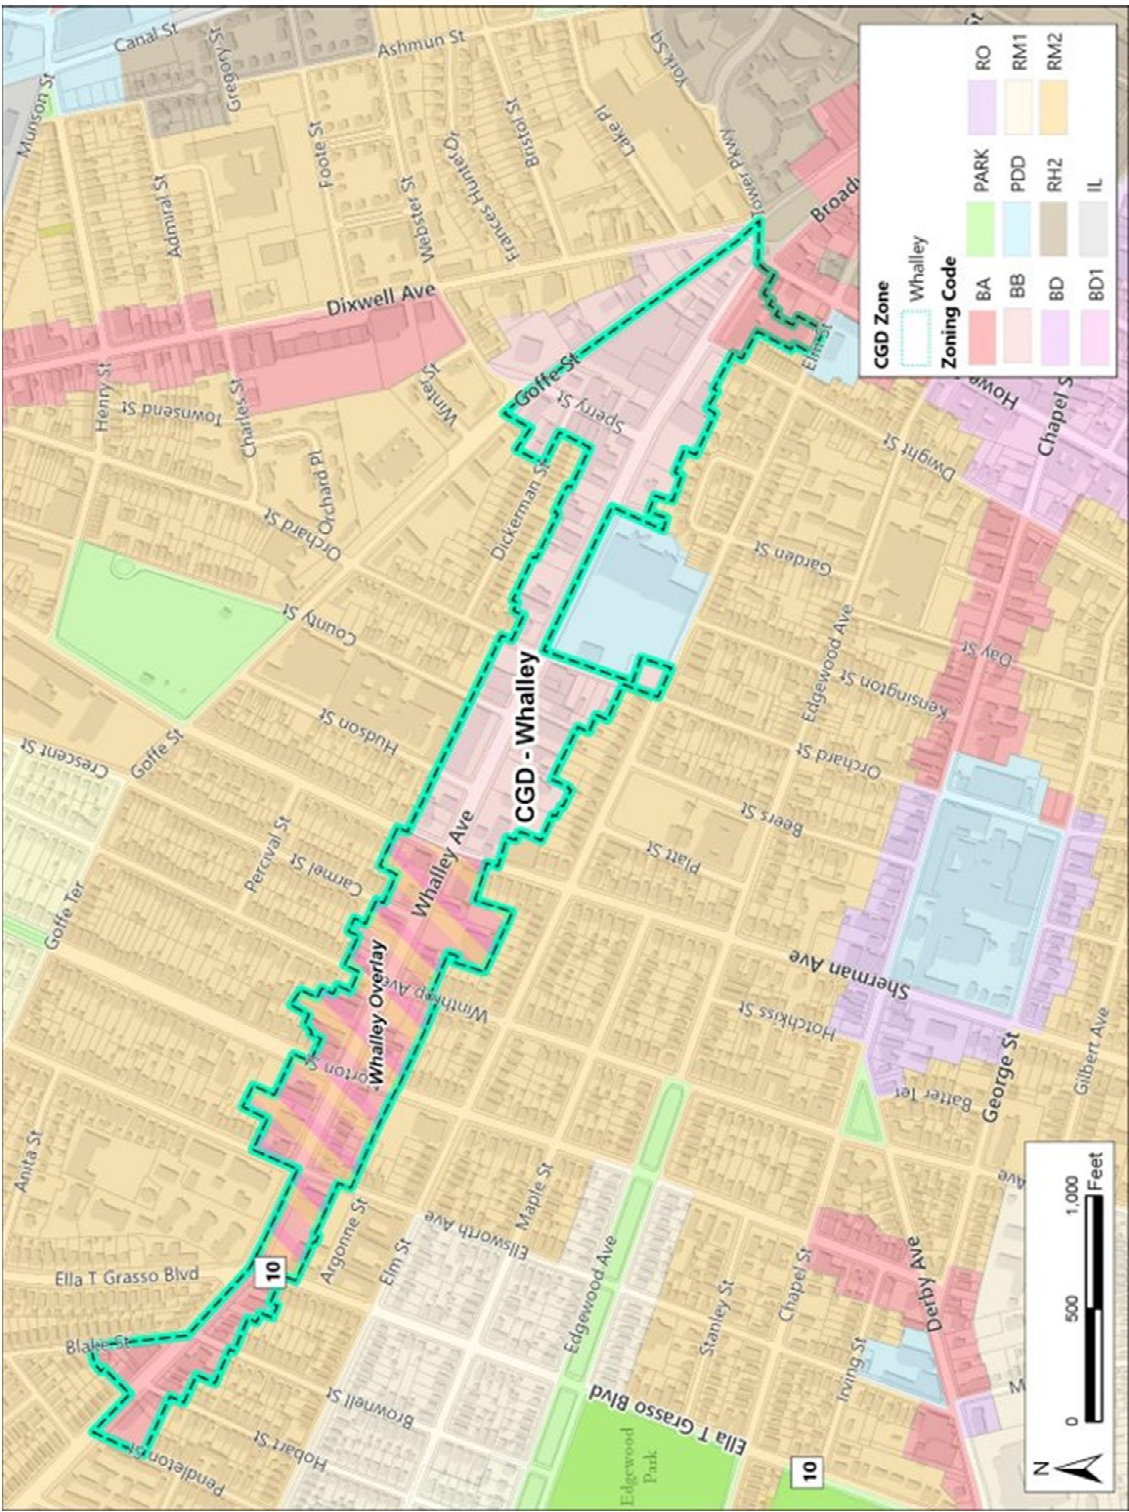 Canal St
Gregory St
Ashmun St
York Sq
Munson St
Admiral St
Foote St
Webster St
Frances Hunter Dr
Bristol St
Lake Pl
Tower Pkwy
Broad
Dixwell Ave
Henry St
Townsend St
Charles St
Winter St
Goffe St
Sperry St
Elm St
Howe
Chapel S
Orchard St
Orchard Pl
Dickerman St
Dwight St
Garden St
County St
Edgewood Ave
Day St
Kensington St
Crescent St
Goffe St
Hudson St
CGD - Whalley
Orchard St
Beers St
Platt St
Percival St
Carmel St
Whalley Ave
Goffe Ter
Whalley Overlay
Winthrop Ave
Norton St
Sherman Ave
Hotchkiss St
Batter Ter
George St
Gilbert Ave
Anita St
Argonne St
Maple St
Ellsworth Ave
Elm St
Ave
Ella T Grasso Blvd
10
Blake St
Edgewood Ave
Stanley St
Chapel St
Derby Ave
Irving St
Brownell St
Hobart St
Pendleton St
Ella T Grasso Blvd
Edgewood
Park
10
M
CGD Zone
Whalley
Zoning Code
BA
PARK
RO
BB
PDD
RM1
BD
RH2
RM2
BD1
IL
N
0
500
1,000
Feet